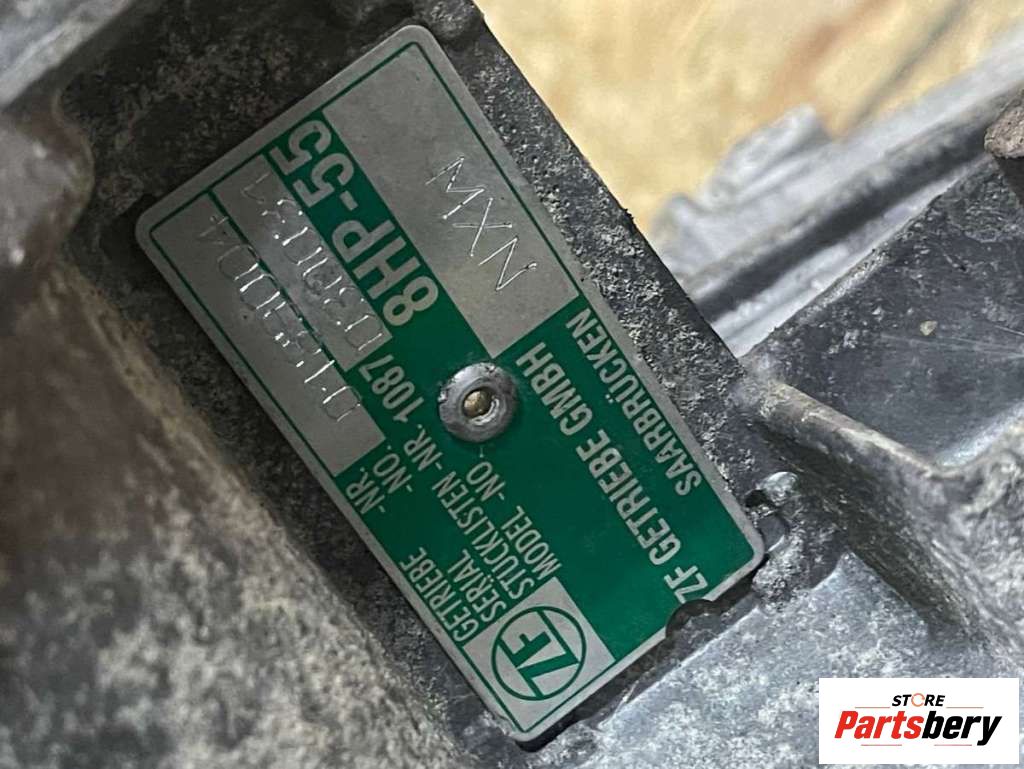 MXN
8HP-55
ZF GETRIEBE GMBH
SAARBRÜCKEN
GETRIEBE -NR.
SERIAL -NO.
STÜCKLISTEN -NR. 1087
MODEL -NO
ZF
STORE
Partsbery